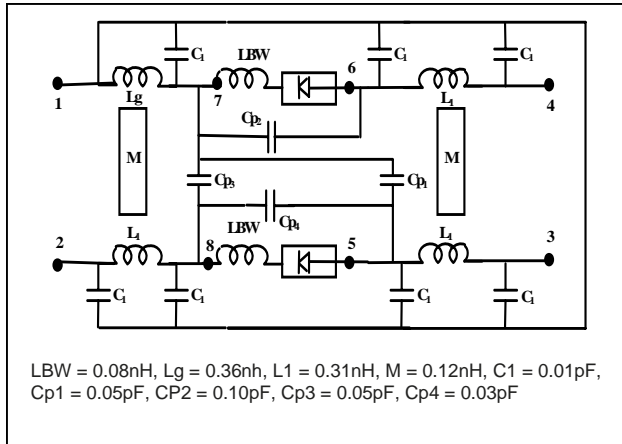 C1 LBW 6 C1 C1
1 Lg 7 L1 4
Cp2
M M
Cp3 Cp1
2 L1 8 LBW Cp4 5 L1 3
C1 C1 C1 C1
LBW = 0.08nH, Lg = 0.36nh, L1 = 0.31nH, M = 0.12nH, C1 = 0.01pF,
Cp1 = 0.05pF, CP2 = 0.10pF, Cp3 = 0.05pF, Cp4 = 0.03pF